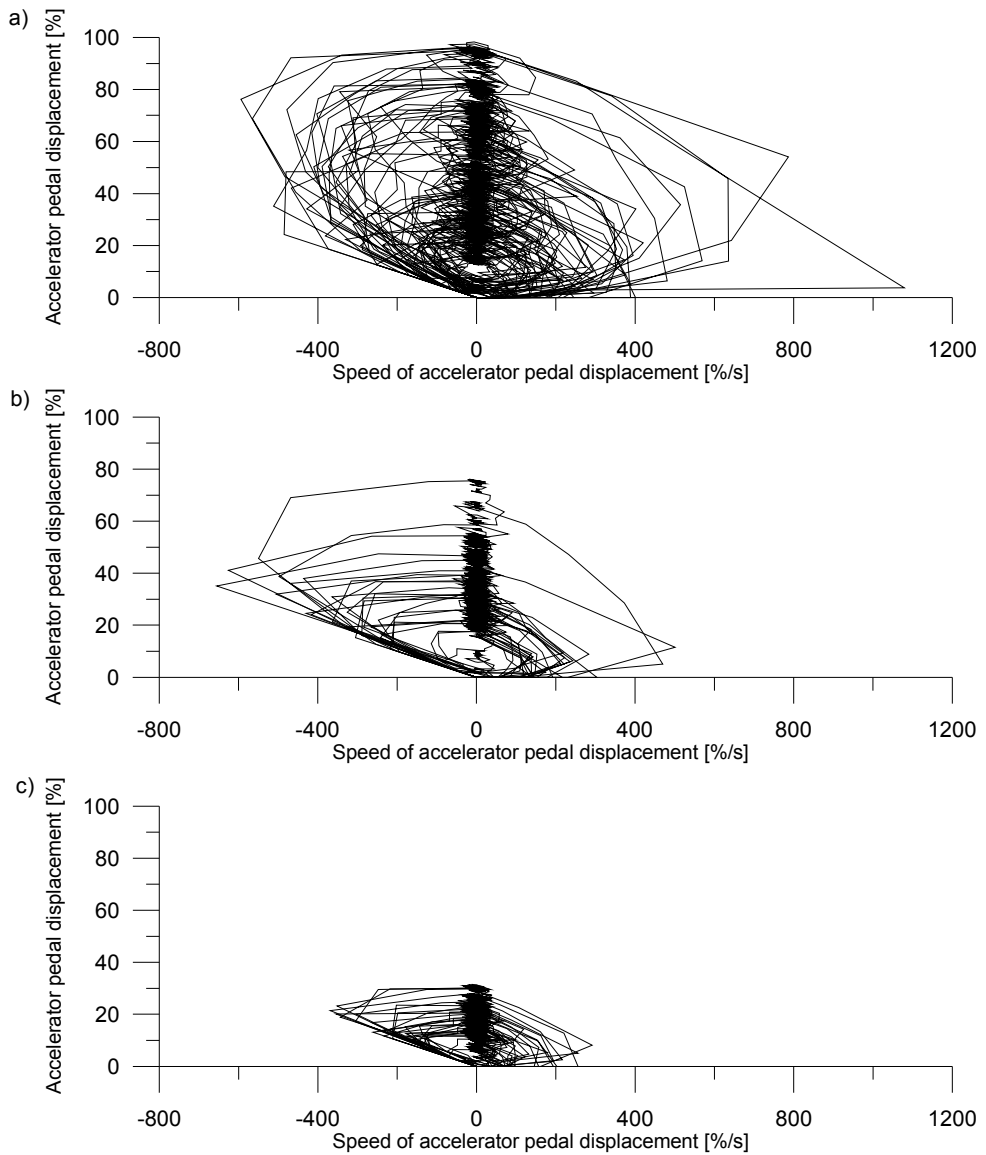 a)
Accelerator pedal displacement [%]
100
80
60
40
20
0
-800 -400 0 400 800 1200
Speed of accelerator pedal displacement [%/s]
b)
Accelerator pedal displacement [%]
100
80
60
40
20
0
-800 -400 0 400 800 1200
Speed of accelerator pedal displacement [%/s]
c)
Accelerator pedal displacement [%]
100
80
60
40
20
0
-800 -400 0 400 800 1200
Speed of accelerator pedal displacement [%/s]